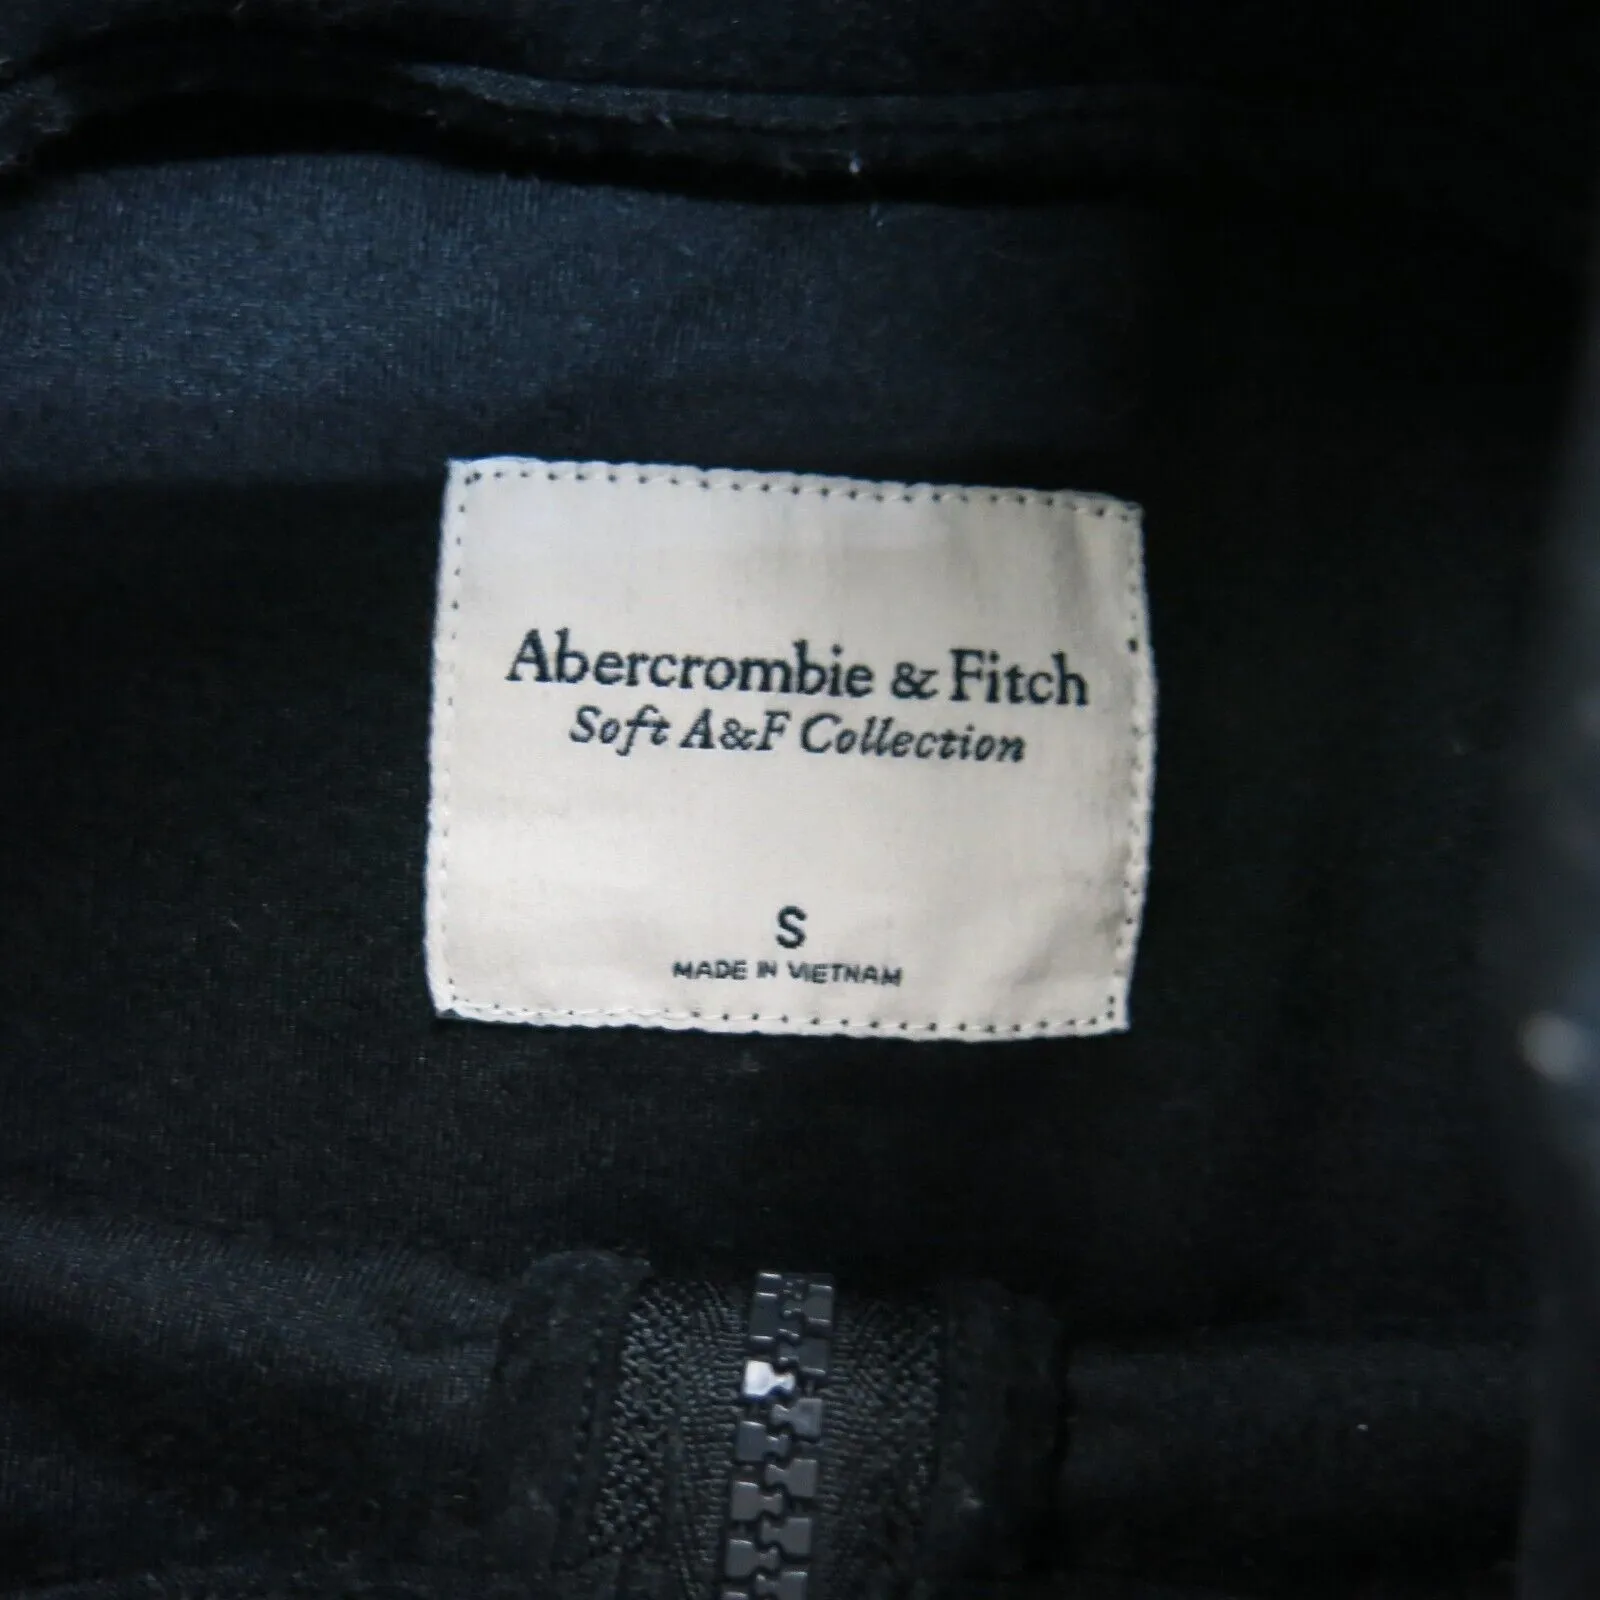 Abercrombie & Fitch
Soft A&F Collection
S
MADE IN VIETNAM